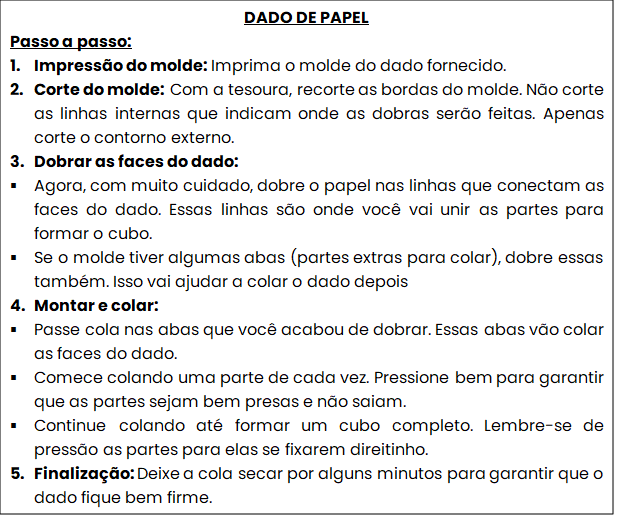 DADO DE PAPEL
Passo a passo:
1. Impressão do molde: Imprima o molde do dado fornecido.
2. Corte do molde: Com a tesoura, recorte as bordas do molde. Não corte
as linhas internas que indicam onde as dobras serão feitas. Apenas
corte o contorno externo.
3. Dobrar as faces do dado:
▪ Agora, com muito cuidado, dobre o papel nas linhas que conectam as
faces do dado. Essas linhas são onde você vai unir as partes para
formar o cubo.
▪ Se o molde tiver algumas abas (partes extras para colar), dobre essas
também. Isso vai ajudar a colar o dado depois
4. Montar e colar:
▪ Passe cola nas abas que você acabou de dobrar. Essas abas vão colar
as faces do dado.
▪ Comece colando uma parte de cada vez. Pressione bem para garantir
que as partes sejam bem presas e não saiam.
▪ Continue colando até formar um cubo completo. Lembre-se de
pressão as partes para elas se fixarem direitinho.
5. Finalização: Deixe a cola secar por alguns minutos para garantir que o
dado fique bem firme.